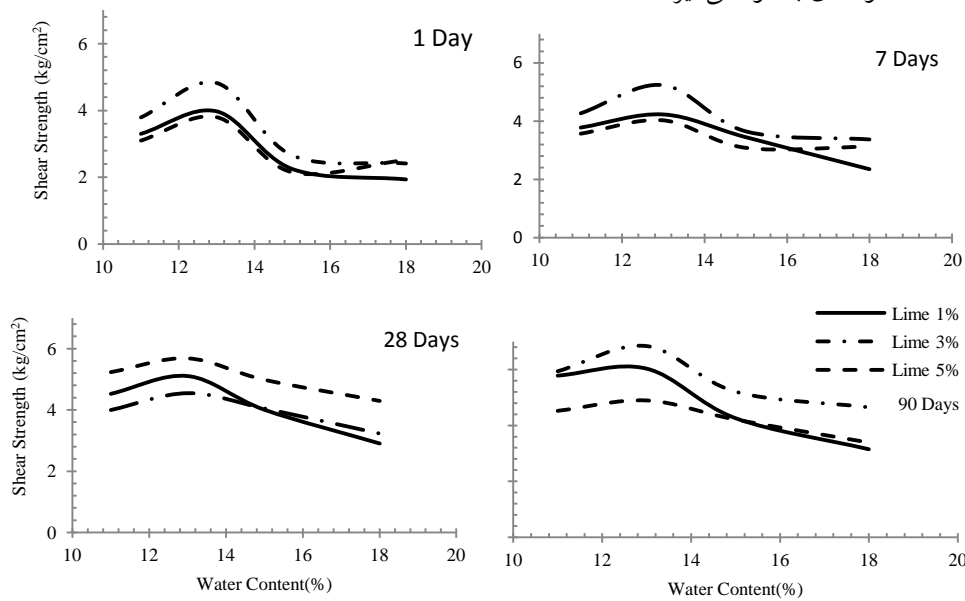 1 Day
Shear Strength (kg/cm²)
6
4
2
0
10 12 14 16 18 20
7 Days
6
4
2
0
10 12 14 16 18 20
28 Days
Shear Strength (kg/cm²)
6
4
2
0
10 12 14 16 18 20
Water Content(%)
Lime 1%
Lime 3%
Lime 5%
90 Days
10 12 14 16 18 20
Water Content(%)